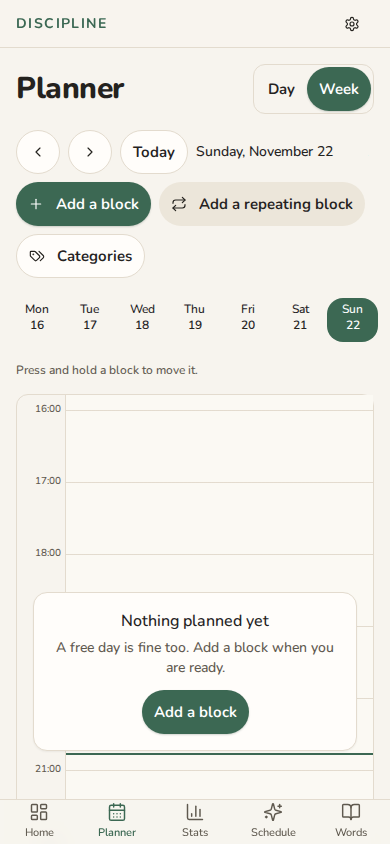 DISCIPLINE
Planner
Day
Week
Today
Sunday, November 22
Add a block
Add a repeating block
Categories
Mon
16
Tue
17
Wed
18
Thu
19
Fri
20
Sat
21
Sun
22
Press and hold a block to move it.
16:00
17:00
18:00
Nothing planned yet
A free day is fine too. Add a block when you
are ready.
Add a block
21:00
Home
Planner
Stats
Schedule
Words